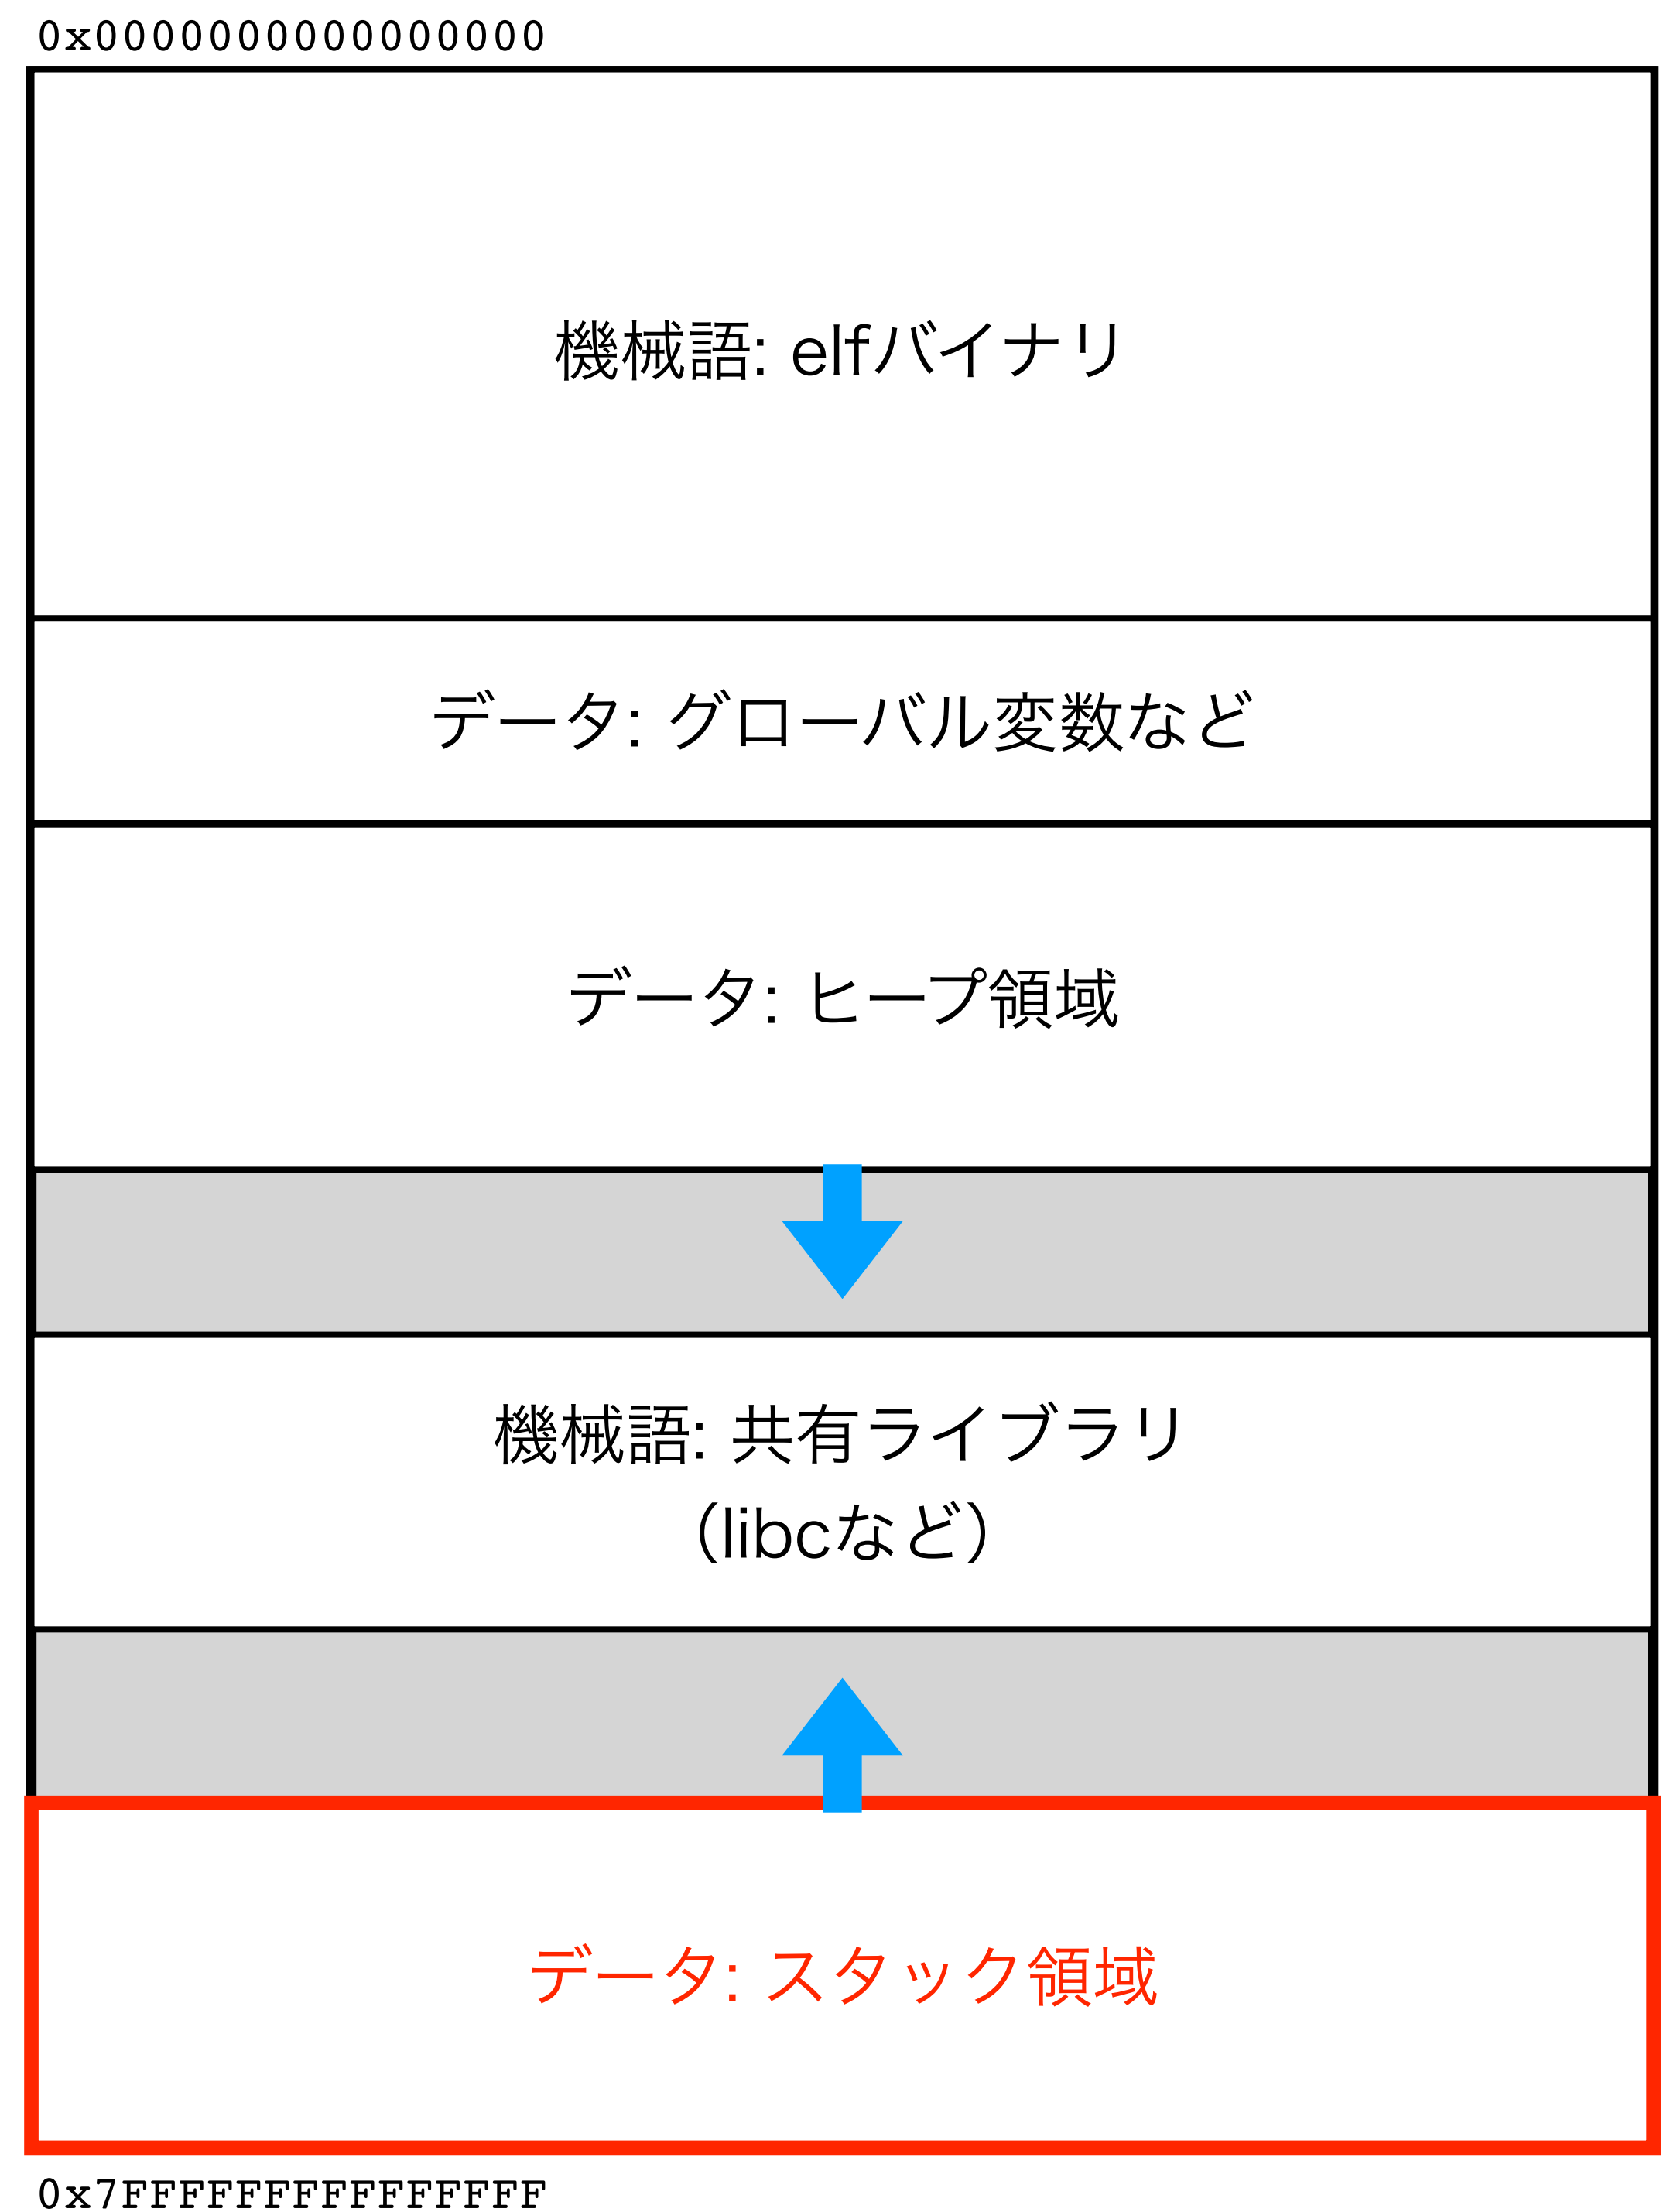 0x0000000000000000
機械語: elfバイナリ
データ: グローバル変数など
データ: ヒープ領域
機械語: 共有ライブラリ
（libcなど）
データ: スタック領域
0x7FFFFFFFFFFFFFFF